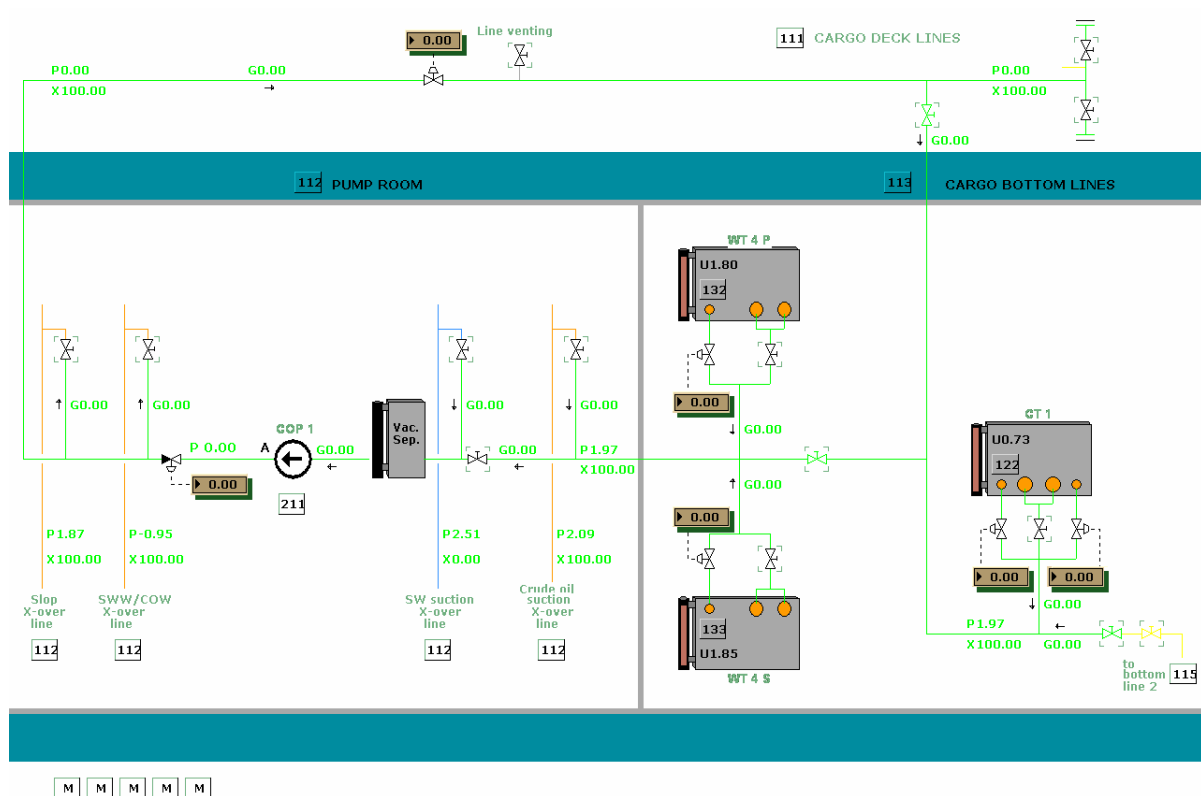 Line venting
0.00
111 CARGO DECK LINES
P0.00
G0.00
X100.00
P0.00
X100.00
G0.00
112 PUMP ROOM
113 CARGO BOTTOM LINES
WT 4 P
U1.80
132
0.00
G0.00
G0.00
G0.00
G0.00
G0.00
COP 1
Vac.
Sep.
A
P 0.00
G0.00
G0.00
P1.97
X100.00
0.00
211
G0.00
0.00
CT 1
U0.73
122
0.00
0.00
G0.00
P1.87
X100.00
P-0.95
X100.00
P2.51
X0.00
P2.09
X100.00
Slop
X-over
line
112
SWW/COW
X-over
line
112
SW suction
X-over
line
112
Crude oil
suction
X-over
line
112
133
U1.85
WT 4 S
P1.97
X100.00
G0.00
to
bottom
line 2
115
M M M M M